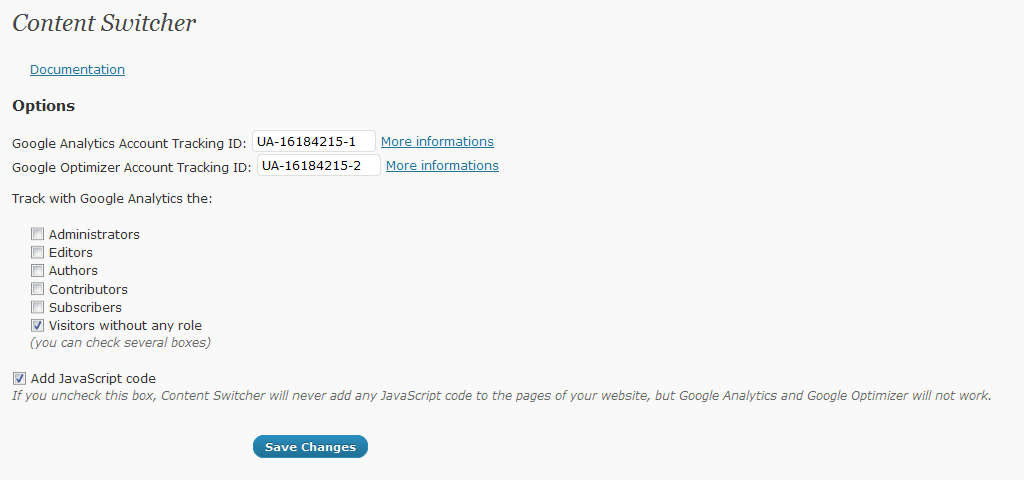 Content Switcher
Documentation
Options
Google Analytics Account Tracking ID: UA-16184215-1 More informations
Google Optimizer Account Tracking ID: UA-16184215-2 More informations
Track with Google Analytics the:
Administrators
Editors
Authors
Contributors
Subscribers
Visitors without any role
(you can check several boxes)
Add JavaScript code
If you uncheck this box, Content Switcher will never add any JavaScript code to the pages of your website, but Google Analytics and Google Optimizer will not work.
Save Changes